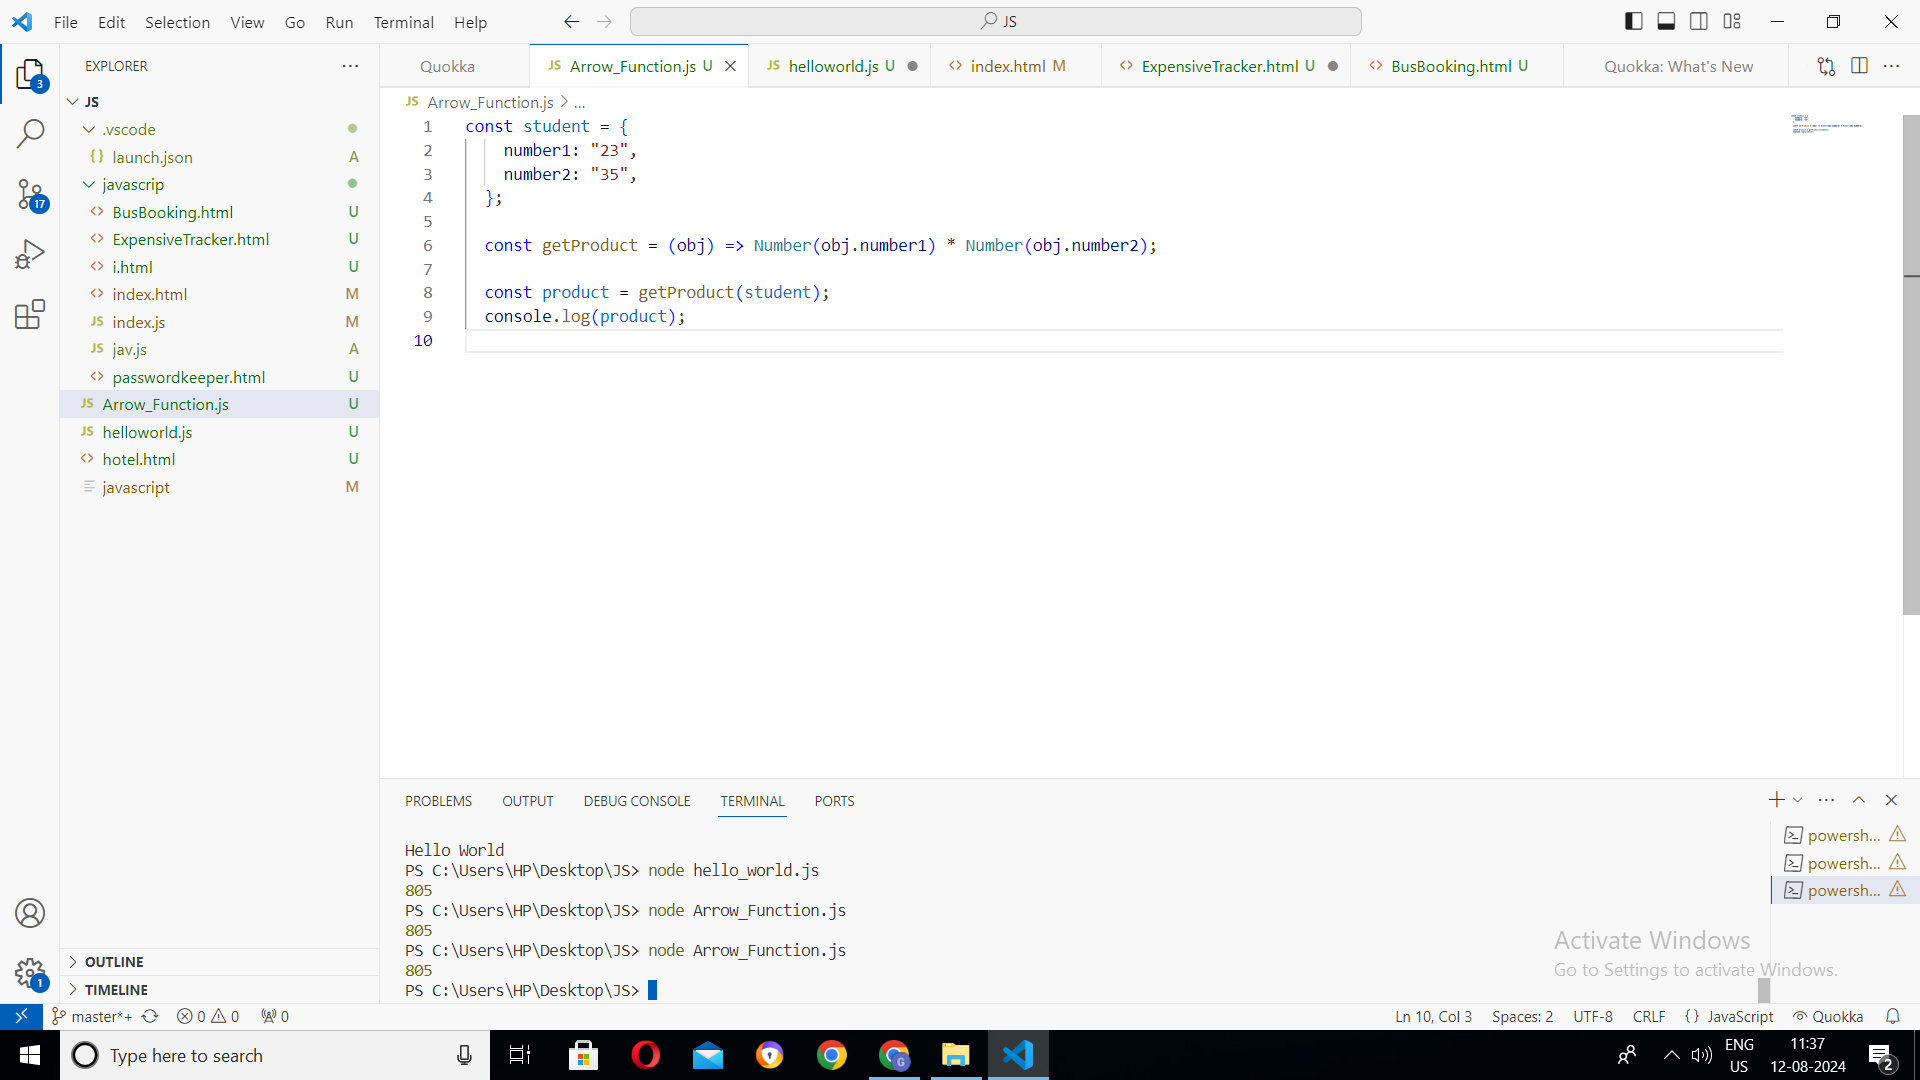 File Edit Selection View Go Run Terminal Help
JS
EXPLORER
Quokka
JS Arrow_Function.js U
JS helloworld.js U
<> index.html M
<> ExpensiveTracker.html U
<> BusBooking.html U
Quokka: What's New
3
17
1
JS
.vscode
{} launch.json A
javascrip
<> BusBooking.html U
<> ExpensiveTracker.html U
<> i.html U
<> index.html M
JS index.js M
JS jav.js A
<> passwordkeeper.html U
JS Arrow_Function.js U
JS helloworld.js U
<> hotel.html U
javascript M
OUTLINE
TIMELINE
JS Arrow_Function.js > ...
1 const student = {
2 number1: "23",
3 number2: "35",
4 };
5
6 const getProduct = (obj) => Number(obj.number1) * Number(obj.number2);
7
8 const product = getProduct(student);
9 console.log(product);
10
PROBLEMS OUTPUT DEBUG CONSOLE TERMINAL PORTS
Hello World
PS C:\Users\HP\Desktop\JS> node hello_world.js
805
PS C:\Users\HP\Desktop\JS> node Arrow_Function.js
805
PS C:\Users\HP\Desktop\JS> node Arrow_Function.js
805
PS C:\Users\HP\Desktop\JS>
powersh...
powersh...
powersh...
Activate Windows
Go to Settings to activate Windows.
master*+ 0 0 0
Ln 10, Col 3 Spaces: 2 UTF-8 CRLF {} JavaScript Quokka
Type here to search
G
ENG
US
11:37
12-08-2024
2